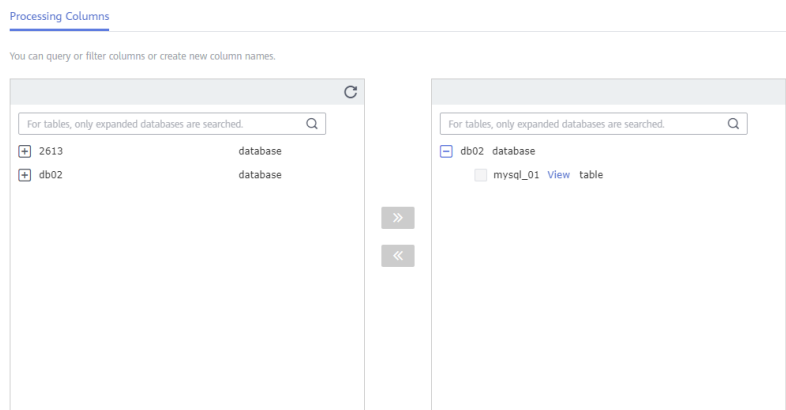 Processing Columns
You can query or filter columns or create new column names.
For tables, only expanded databases are searched.
2613 database
db02 database
For tables, only expanded databases are searched.
db02 database
mysql_01 View table